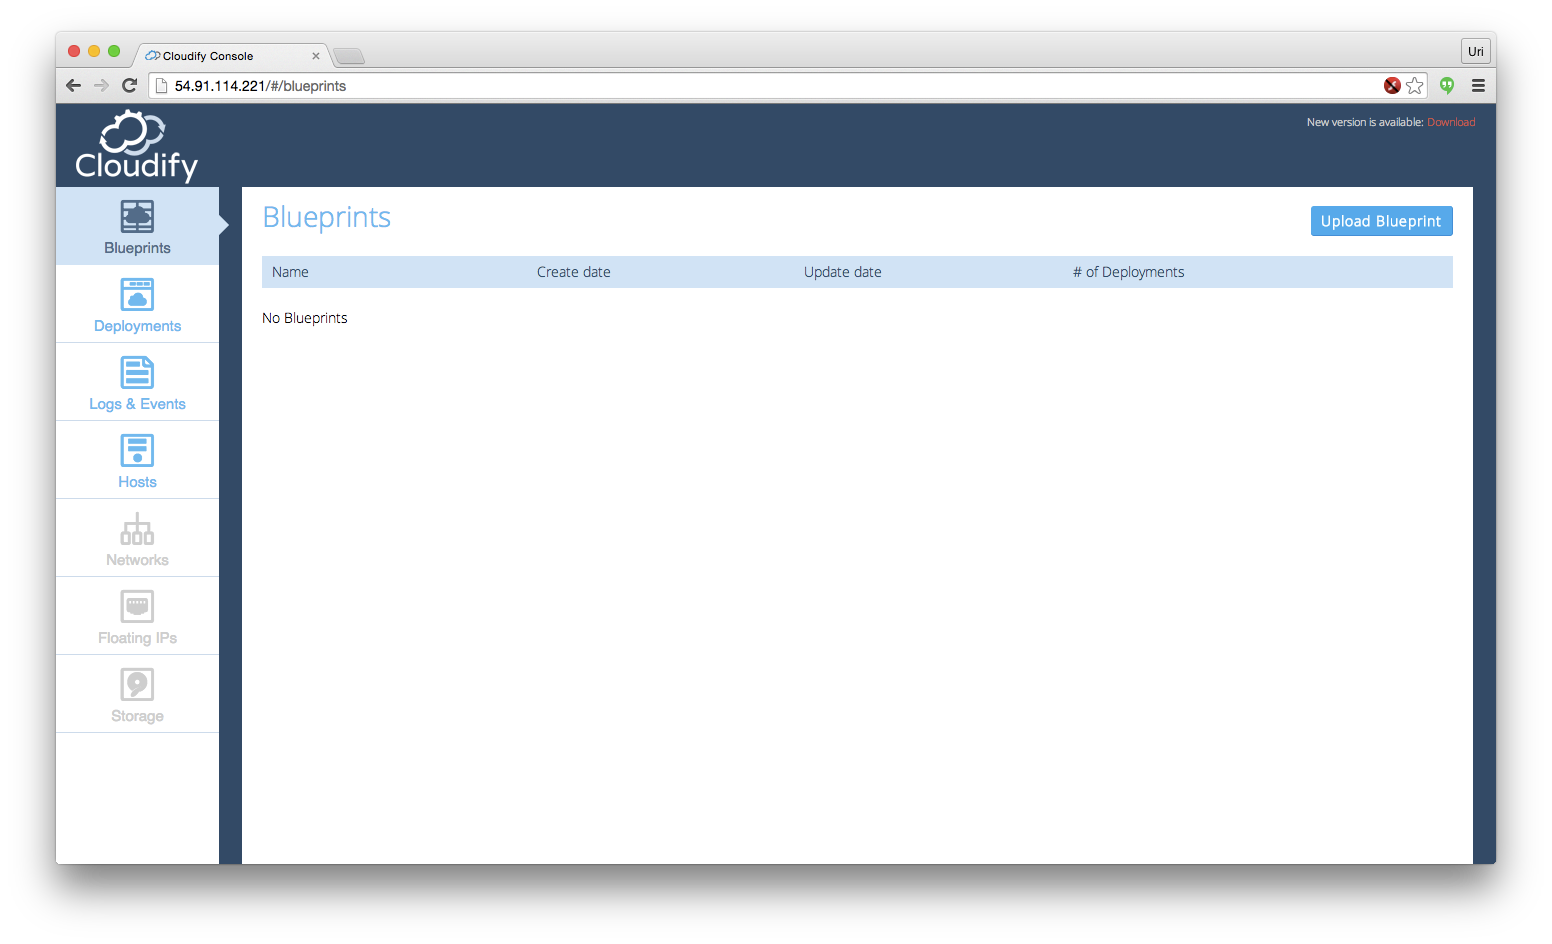 Cloudify Console
Uri
54.91.114.221/#/blueprints
Cloudify
New version is available: Download
Blueprints
Deployments
Logs & Events
Hosts
Networks
Floating IPs
Storage
Blueprints
Upload Blueprint
Name Create date Update date # of Deployments
No Blueprints